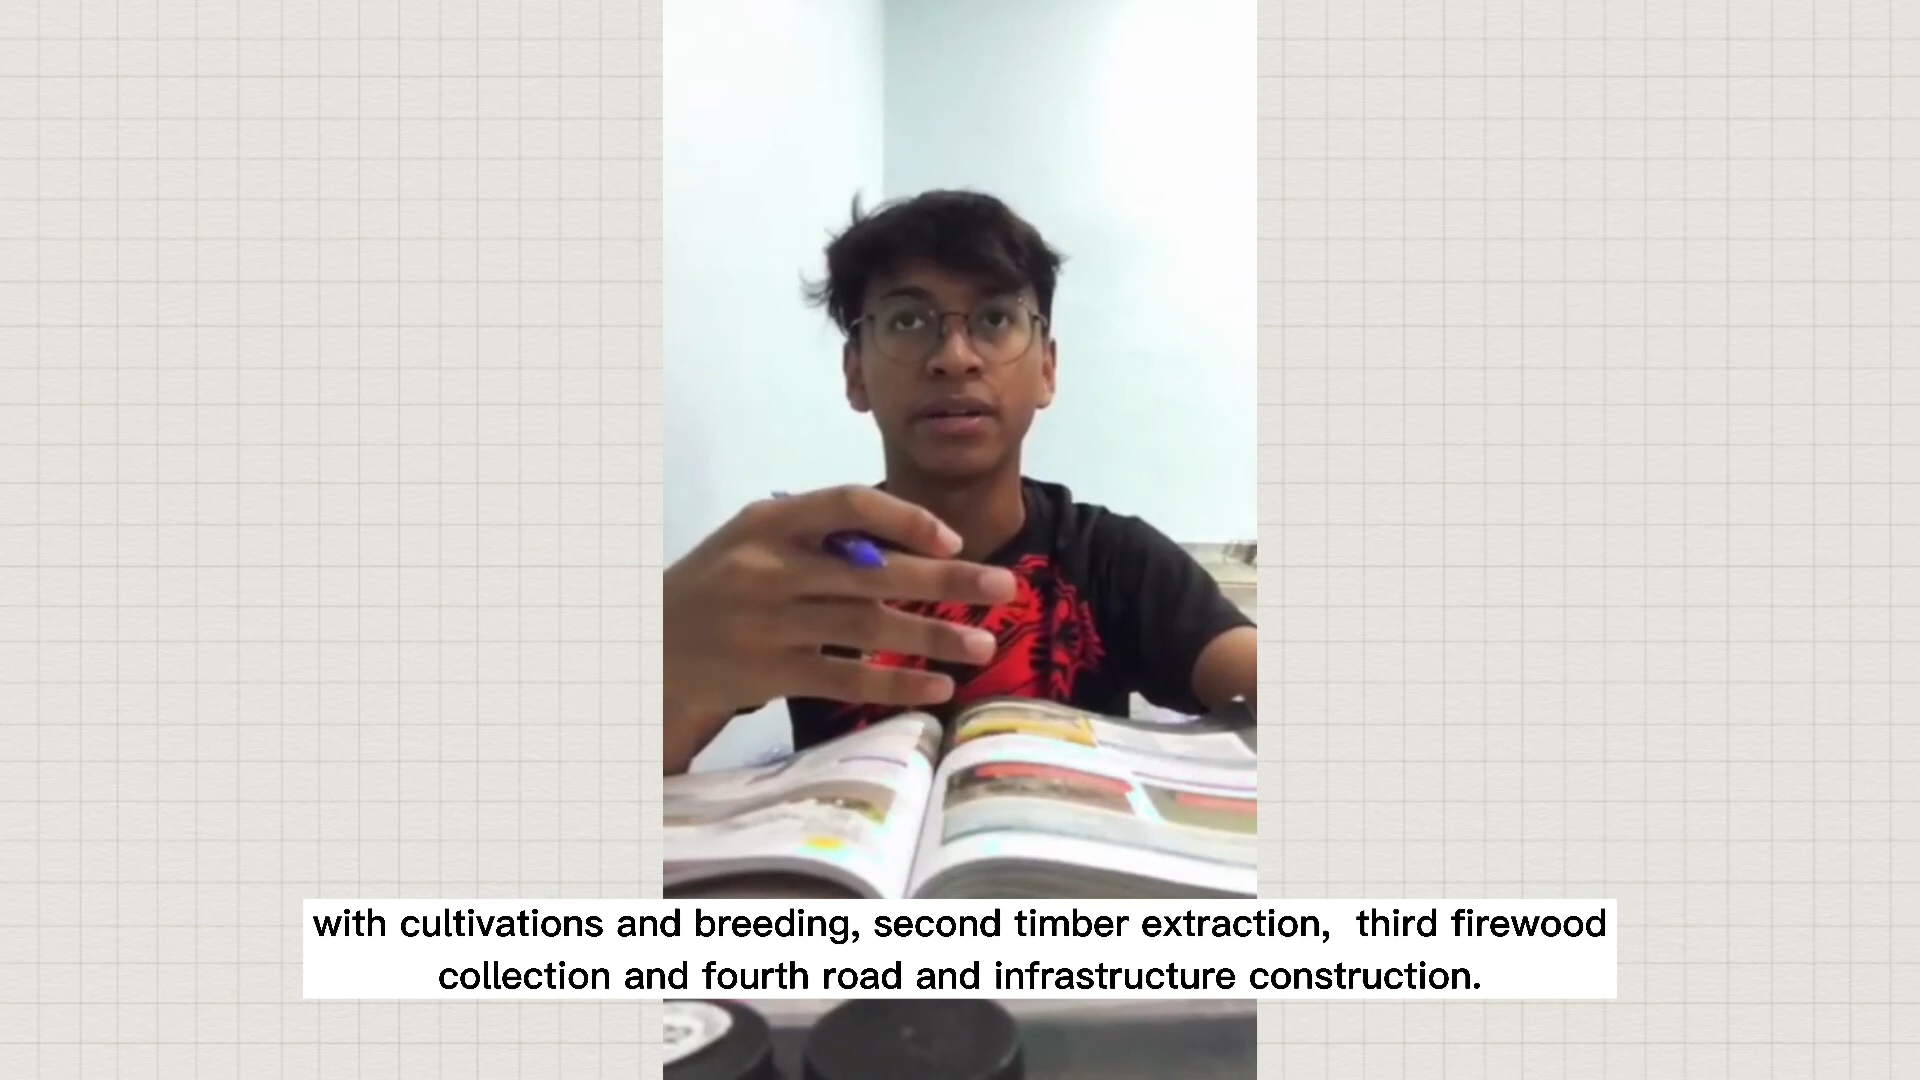 with cultivations and breeding, second timber extraction,  third firewood
collection and fourth road and infrastructure construction.